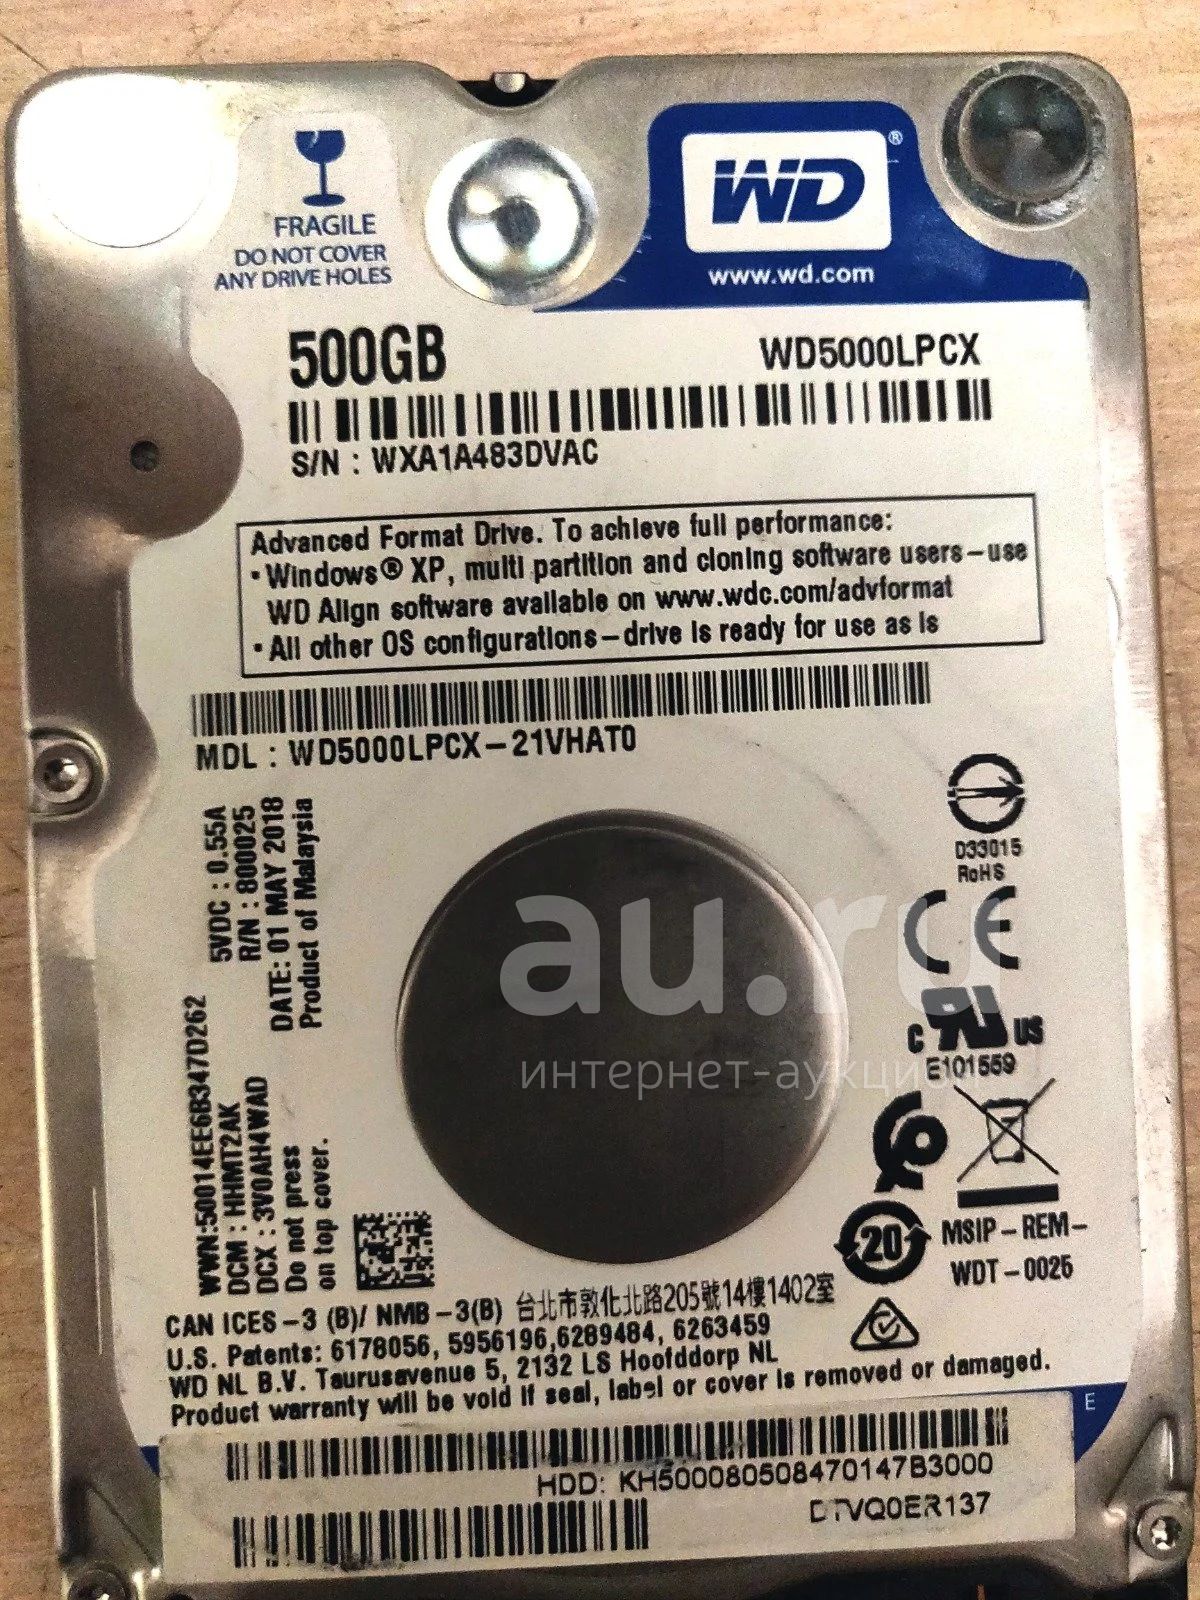 FRAGILE
DO NOT COVER
ANY DRIVE HOLES
WD®
www.wd.com
500GB
WD5000LPCX
S/N : WXA1A483DVAC
Advanced Format Drive. To achieve full performance:
• Windows® XP, multi partition and cloning software users–use
WD Align software available on www.wdc.com/advformat
• All other OS configurations–drive is ready for use as is
MDL : WD5000LPCX–21VHAT0
5VDC : 0.55A
R/N : 800025
DATE: 01 MAY 2018
Product of Malaysia
WWN:50014EE6B347D262
DCM : HHMT2AK
DCX : 3V0AH4WAD
Do not press
on top cover.
D33015
RoHS
CE
C US
E101559
20
MSIP–REM–
WDT–0026
au.ru
интернет-аукцион
CAN ICES–3 (B)/ NMB–3(B) 台北市敦化北路205號14樓1402室
U.S. Patents: 6178056, 5956196,6289484, 6263459
WD NL B.V. Taurusavenue 5, 2132 LS Hoofddorp NL
Product warranty will be void if seal, label or cover is removed or damaged.
E
HDD: KH500080508470147B3000
DTVQ0ER137